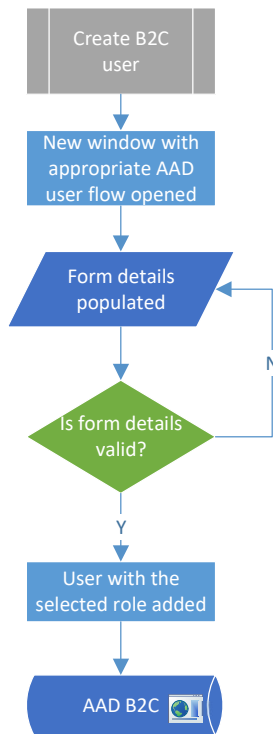 Create B2C
user
New window with
appropriate AAD
user flow opened
Form details
populated
Is form details
valid?
N
Y
User with the
selected role added
AAD B2C